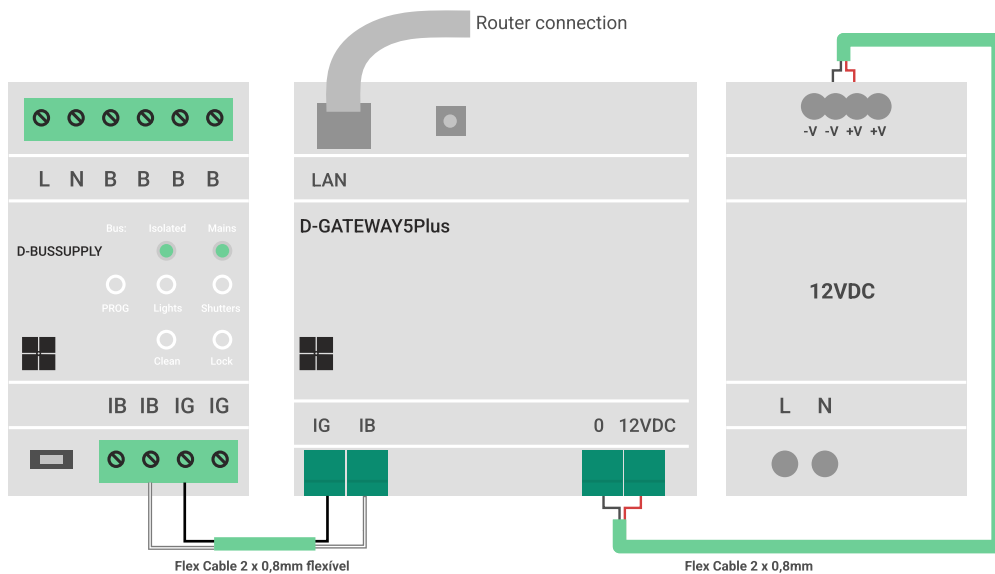 Router connection
-V -V +V +V
L N B B B B
LAN
Bus: Isolated Mains
D-BUSSUPPLY
D-GATEWAY5Plus
PROG Lights Shutters
12VDC
Clean Lock
IB IB IG IG
IG IB
0 12VDC
L N
Flex Cable 2 x 0,8mm flexível
Flex Cable 2 x 0,8mm